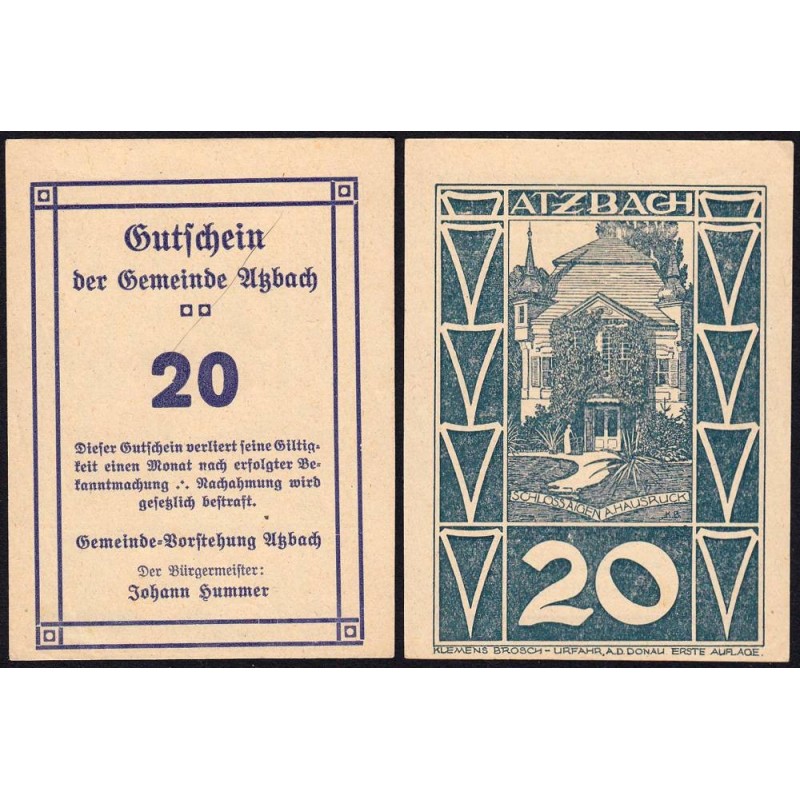 Gutschein
der Gemeinde Atzbach
20
Dieser Gutschein verliert seine Giltig-
keit einen Monat nach erfolgter Be-
kanntmachung ∴ Nachahmung wird
gesetzlich bestraft.
Gemeinde-Vorstehung Atzbach
Der Bürgermeister:
Johann Hummer
ATZBACH
SCHLOSS AIGEN A. HAUSRUCK
K.B.
20
KLEMENS BROSCH – URFAHR, A.D. DONAU ERSTE AUFLAGE.